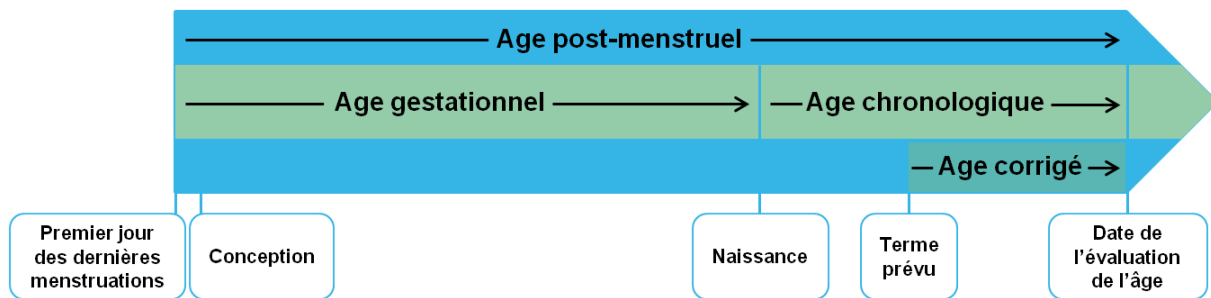 Age post-menstruel
Age gestationnel
Age chronologique
Age corrigé
Premier jour
des dernières
menstruations
Conception
Naissance
Terme
prévu
Date de
l'évaluation
de l'âge